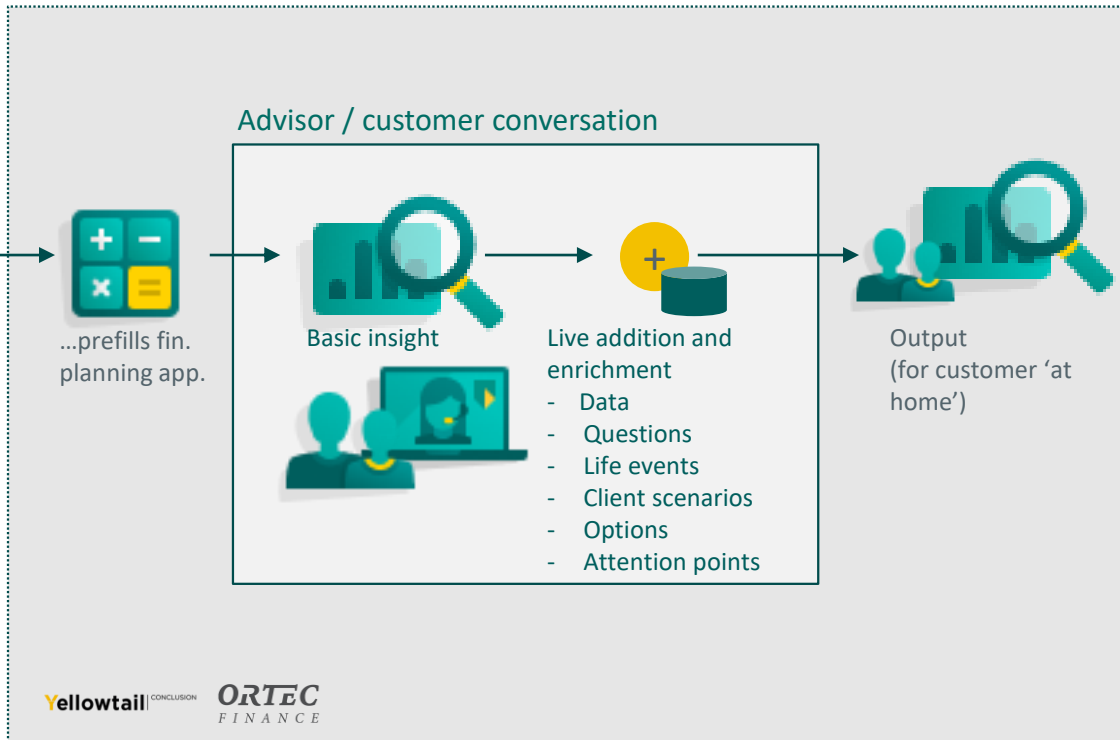 Advisor / customer conversation
...prefills fin.
planning app.
Basic insight
Live addition and
enrichment
- Data
- Questions
- Life events
- Client scenarios
- Options
- Attention points
Output
(for customer ‘at
home’)
Yellowtail | CONCLUSION
ORTEC
FINANCE